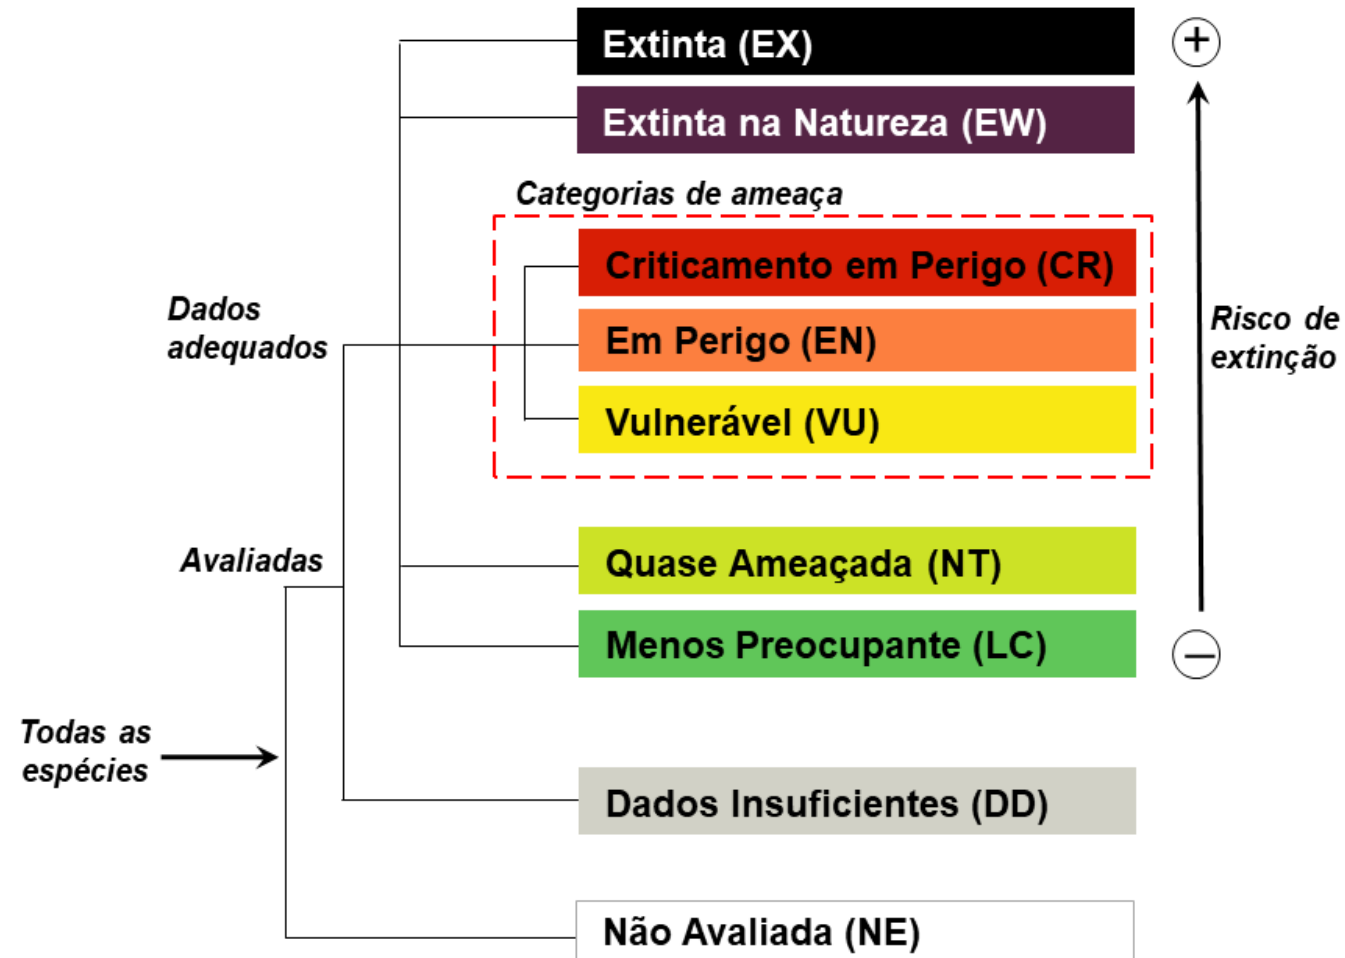 Extinta (EX)
+
Extinta na Natureza (EW)
Categorias de ameaça
Criticamento em Perigo (CR)
Dados
adequados
Em Perigo (EN)
Risco de
extinção
Vulnerável (VU)
Avaliadas
Quase Ameaçada (NT)
Menos Preocupante (LC)
–
Todas as
espécies
Dados Insuficientes (DD)
Não Avaliada (NE)